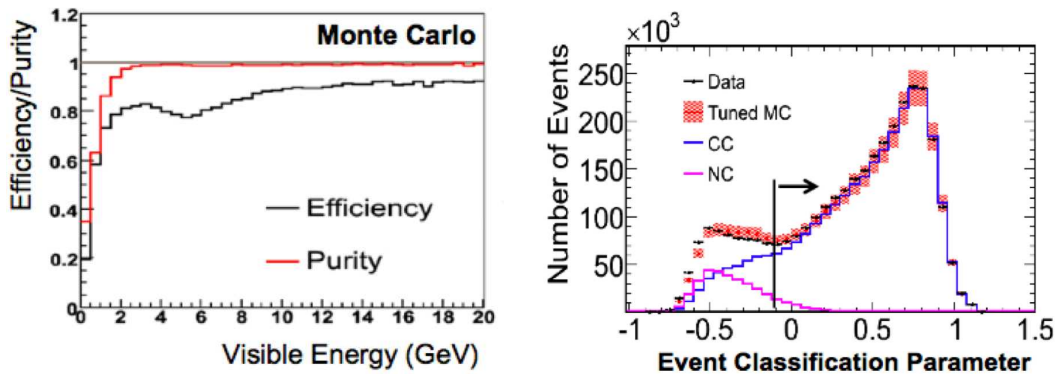 Monte Carlo
Efficiency/Purity
1.2
1
0.8
0.6
0.4
0.2
0
0 2 4 6 8 10 12 14 16 18 20
Efficiency
Purity
Visible Energy (GeV)
×10³
Number of Events
250
200
150
100
50
Data
Tuned MC
CC
NC
-1 -0.5 0 0.5 1 1.5
Event Classification Parameter